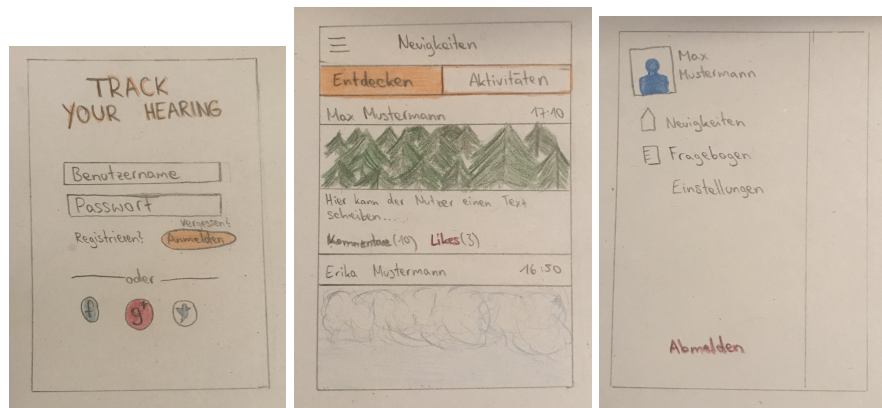 TRACK
YOUR HEARING
Benutzername
Passwort
vergessen?
Registrieren? Anmelden
oder
f g+
Neuigkeiten
Entdecken Aktivitäten
Max Mustermann 17:10
Hier kann der Nutzer einen Text
schreiben....
Kommentare (10) Likes (3)
Erika Mustermann 16:50
Max
Mustermann
Neuigkeiten
Fragebogen
Einstellungen
Abmelden